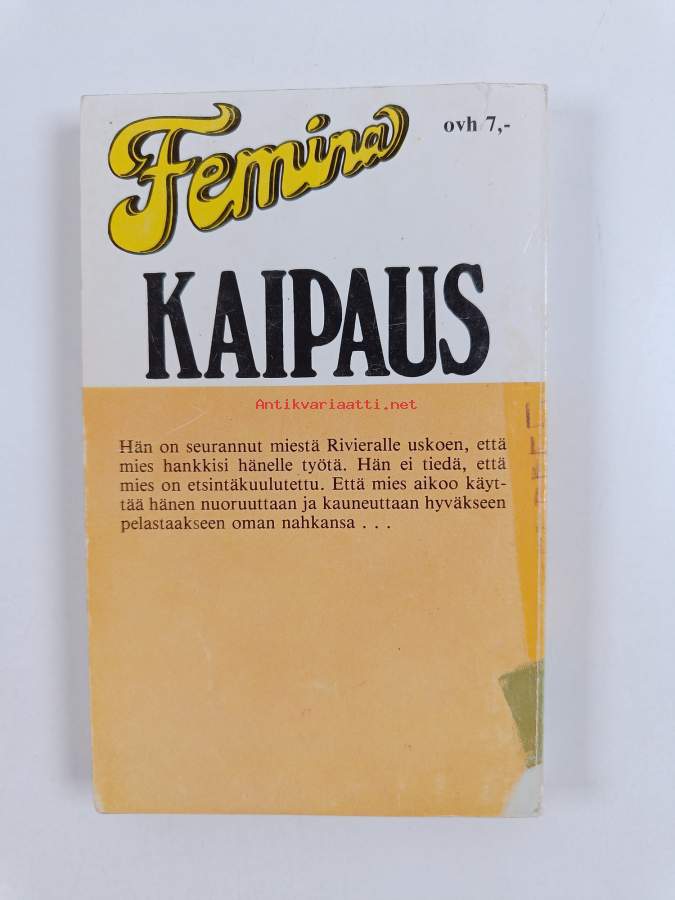 Femina
ovh 7,-
KAIPAUS
Antikvariaatti.net
Hän on seurannut miestä Rivieralle uskoen, että
mies hankkisi hänelle työtä. Hän ei tiedä, että
mies on etsintäkuulutettu. Että mies aikoo käyt-
tää hänen nuoruuttaan ja kauneuttaan hyväkseen
pelastaakseen oman nahkansa . . .